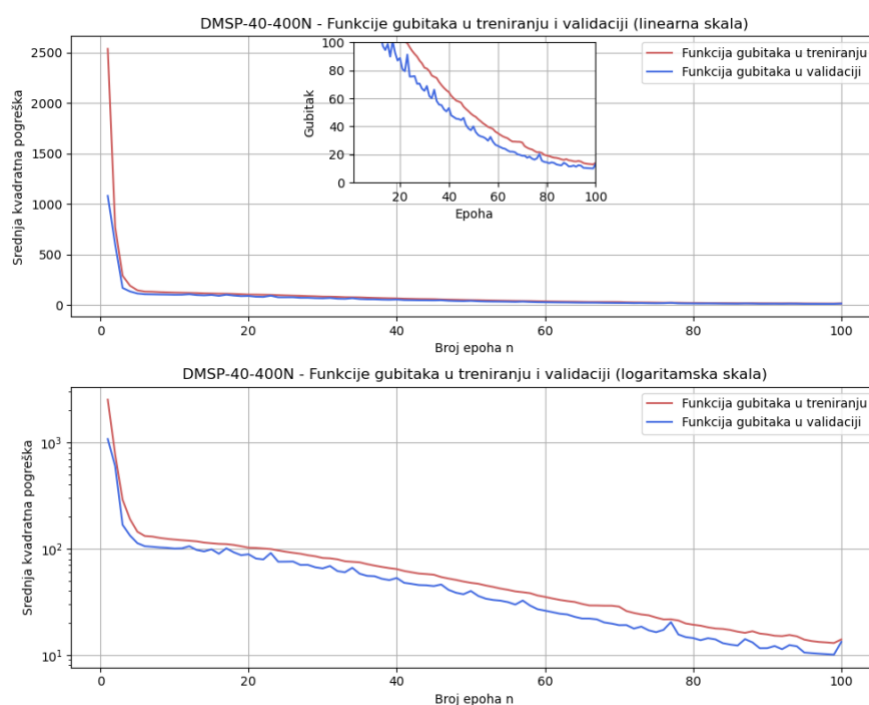 DMSP-40-400N - Funkcije gubitaka u treniranju i validaciji (linearna skala)
Srednja kvadratna pogreška
2500
2000
1500
1000
500
0
Gubitak
100
80
60
40
20
0
20 40 60 80 100
Epoha
Funkcija gubitaka u treniranju
Funkcija gubitaka u validaciji
0 20 40 60 80 100
Broj epoha n
DMSP-40-400N - Funkcije gubitaka u treniranju i validaciji (logaritamska skala)
Srednja kvadratna pogreška
10³
10²
10¹
Funkcija gubitaka u treniranju
Funkcija gubitaka u validaciji
0 20 40 60 80 100
Broj epoha n